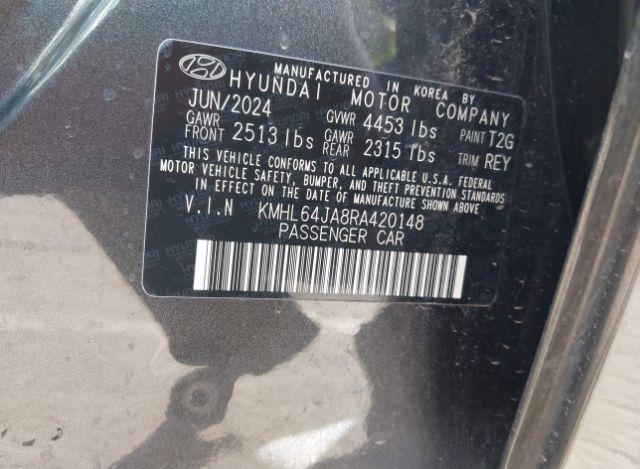 MANUFACTURED IN KOREA BY
HYUNDAI MOTOR COMPANY
JUN/2024 GVWR 4453 lbs PAINT T2G
GAWR FRONT 2513 lbs GAWR REAR 2315 lbs TRIM REY
THIS VEHICLE CONFORMS TO ALL APPLICABLE U.S.A. FEDERAL
MOTOR VEHICLE SAFETY, BUMPER, AND THEFT PREVENTION STANDARDS
IN EFFECT ON THE DATE OF MANUFACTURE SHOWN ABOVE.
V.I.N KMHL64JA8RA420148
PASSENGER CAR